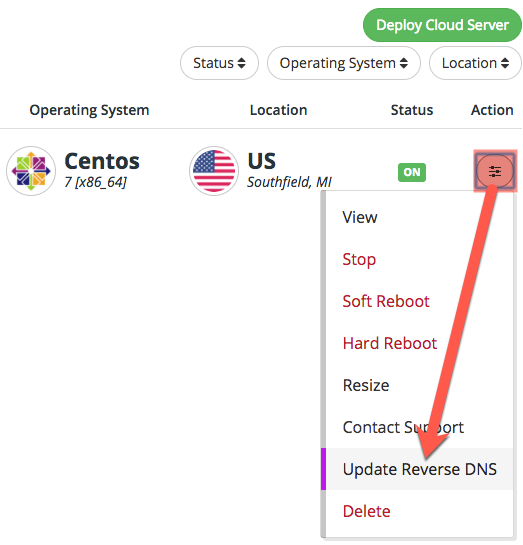 Deploy Cloud Server
Status Operating System Location
Operating System Location Status Action
Centos US
7 [x86_64] Southfield, MI ON
View
Stop
Soft Reboot
Hard Reboot
Resize
Contact Support
Update Reverse DNS
Delete